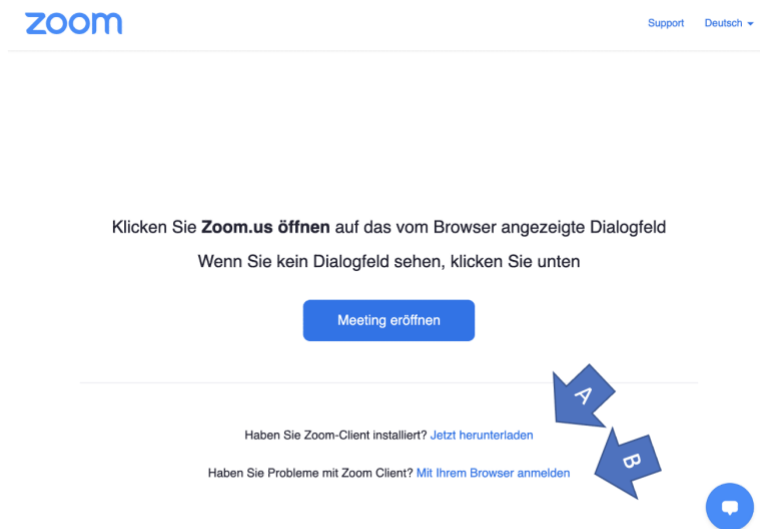 zoom
Support Deutsch
Klicken Sie Zoom.us öffnen auf das vom Browser angezeigte Dialogfeld
Wenn Sie kein Dialogfeld sehen, klicken Sie unten
Meeting eröffnen
A
Haben Sie Zoom-Client installiert? Jetzt herunterladen
B
Haben Sie Probleme mit Zoom Client? Mit Ihrem Browser anmelden